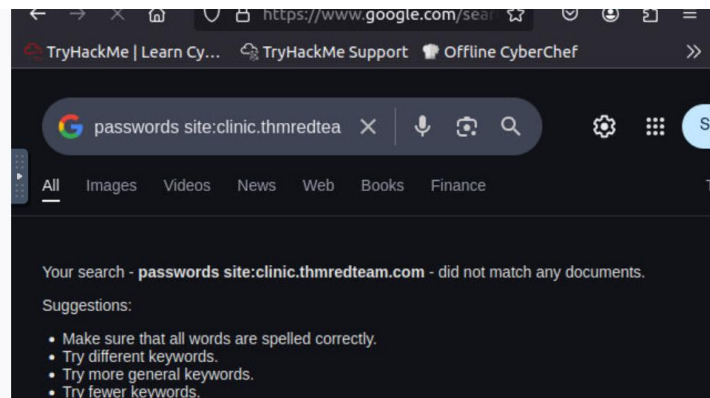 https://www.google.com/sear
TryHackMe | Learn Cy... TryHackMe Support Offline CyberChef
passwords site:clinic.thmredtea
S
All Images Videos News Web Books Finance
Your search - passwords site:clinic.thmredteam.com - did not match any documents.
Suggestions:
• Make sure that all words are spelled correctly.
• Try different keywords.
• Try more general keywords.
• Try fewer keywords.